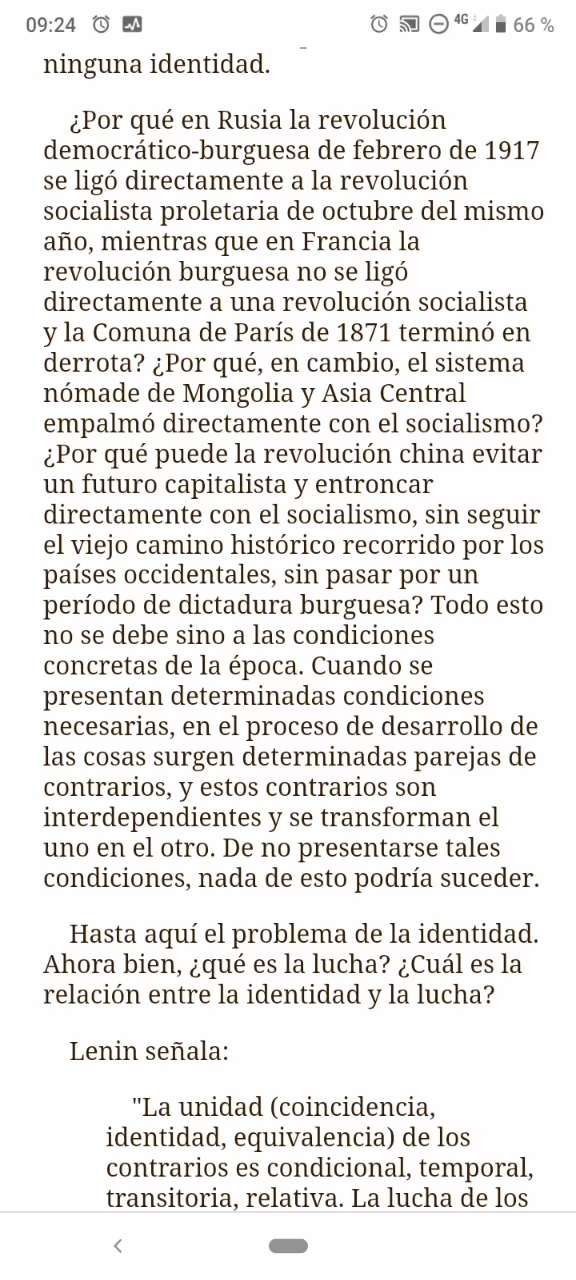 09:24 4G 66 %
ninguna identidad.
¿Por qué en Rusia la revolución
democrático-burguesa de febrero de 1917
se ligó directamente a la revolución
socialista proletaria de octubre del mismo
año, mientras que en Francia la
revolución burguesa no se ligó
directamente a una revolución socialista
y la Comuna de París de 1871 terminó en
derrota? ¿Por qué, en cambio, el sistema
nómade de Mongolia y Asia Central
empalmó directamente con el socialismo?
¿Por qué puede la revolución china evitar
un futuro capitalista y entroncar
directamente con el socialismo, sin seguir
el viejo camino histórico recorrido por los
países occidentales, sin pasar por un
período de dictadura burguesa? Todo esto
no se debe sino a las condiciones
concretas de la época. Cuando se
presentan determinadas condiciones
necesarias, en el proceso de desarrollo de
las cosas surgen determinadas parejas de
contrarios, y estos contrarios son
interdependientes y se transforman el
uno en el otro. De no presentarse tales
condiciones, nada de esto podría suceder.
Hasta aquí el problema de la identidad.
Ahora bien, ¿qué es la lucha? ¿Cuál es la
relación entre la identidad y la lucha?
Lenin señala:
"La unidad (coincidencia,
identidad, equivalencia) de los
contrarios es condicional, temporal,
transitoria, relativa. La lucha de los